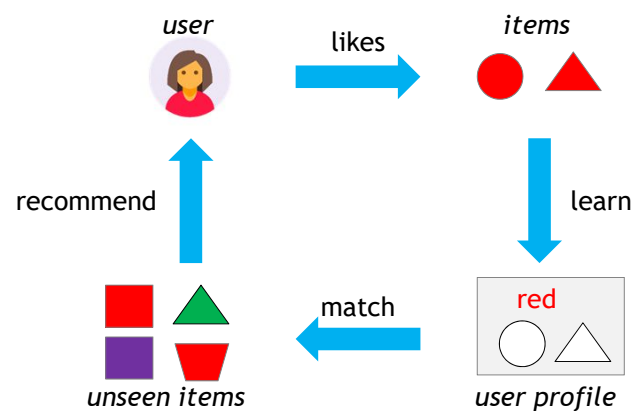 user
likes
items
recommend
learn
match
red
unseen items
user profile